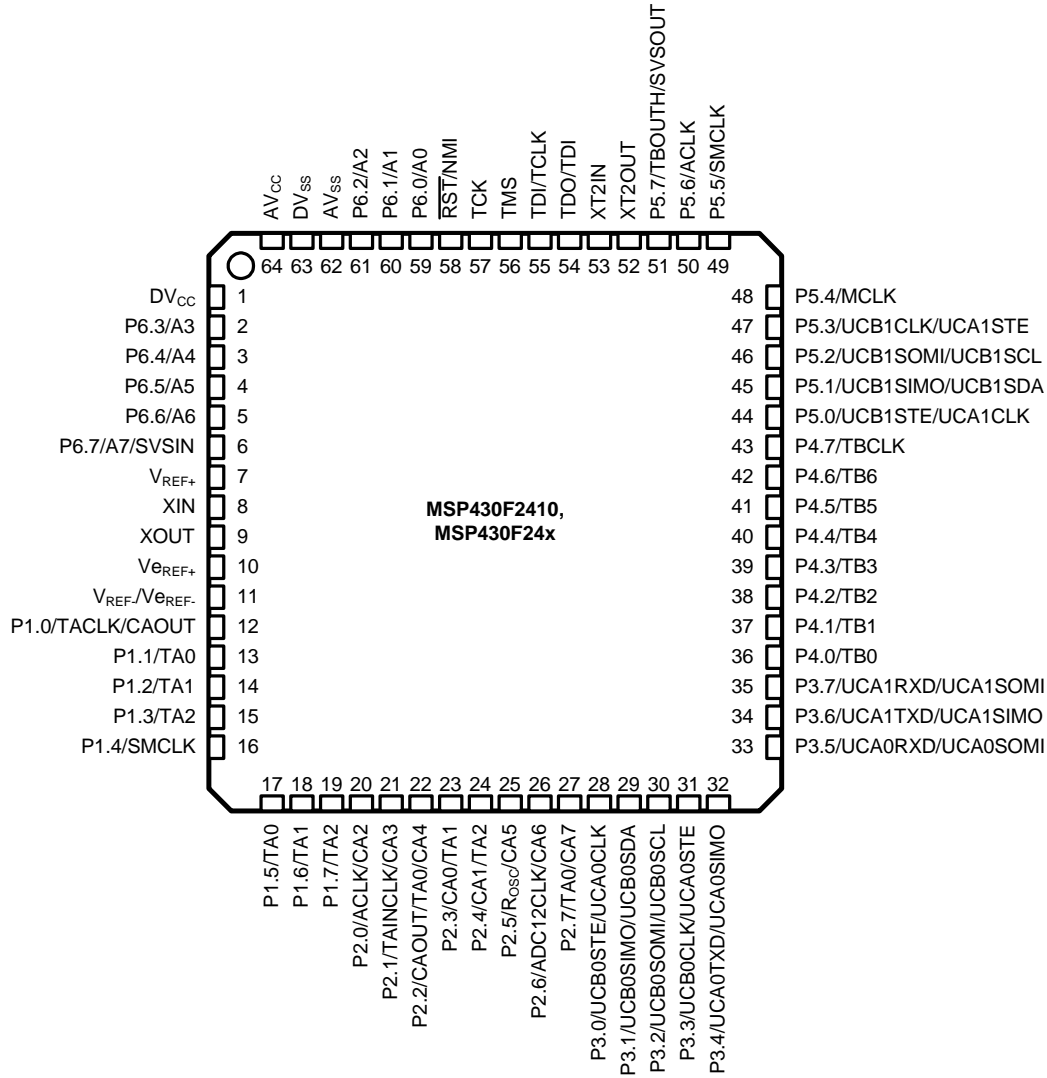 AVCC
DVSS
AVSS
P6.2/A2
P6.1/A1
P6.0/A0
RST/NMI
TCK
TMS
TDI/TCLK
TDO/TDI
XT2IN
XT2OUT
P5.7/TBOUTH/SVSOUT
P5.6/ACLK
P5.5/SMCLK
64 63 62 61 60 59 58 57 56 55 54 53 52 51 50 49
DVCC 1
P6.3/A3 2
P6.4/A4 3
P6.5/A5 4
P6.6/A6 5
P6.7/A7/SVSIN 6
VREF+ 7
XIN 8
XOUT 9
VeREF+ 10
VREF-/VeREF- 11
P1.0/TACLK/CAOUT 12
P1.1/TA0 13
P1.2/TA1 14
P1.3/TA2 15
P1.4/SMCLK 16
MSP430F2410,
MSP430F24x
48 P5.4/MCLK
47 P5.3/UCB1CLK/UCA1STE
46 P5.2/UCB1SOMI/UCB1SCL
45 P5.1/UCB1SIMO/UCB1SDA
44 P5.0/UCB1STE/UCA1CLK
43 P4.7/TBCLK
42 P4.6/TB6
41 P4.5/TB5
40 P4.4/TB4
39 P4.3/TB3
38 P4.2/TB2
37 P4.1/TB1
36 P4.0/TB0
35 P3.7/UCA1RXD/UCA1SOMI
34 P3.6/UCA1TXD/UCA1SIMO
33 P3.5/UCA0RXD/UCA0SOMI
17 18 19 20 21 22 23 24 25 26 27 28 29 30 31 32
P1.5/TA0
P1.6/TA1
P1.7/TA2
P2.0/ACLK/CA2
P2.1/TAINCLK/CA3
P2.2/CAOUT/TA0/CA4
P2.3/CA0/TA1
P2.4/CA1/TA2
P2.5/ROSC/CA5
P2.6/ADC12CLK/CA6
P2.7/TA0/CA7
P3.0/UCB0STE/UCA0CLK
P3.1/UCB0SIMO/UCB0SDA
P3.2/UCB0SOMI/UCB0SCL
P3.3/UCB0CLK/UCA0STE
P3.4/UCA0TXD/UCA0SIMO